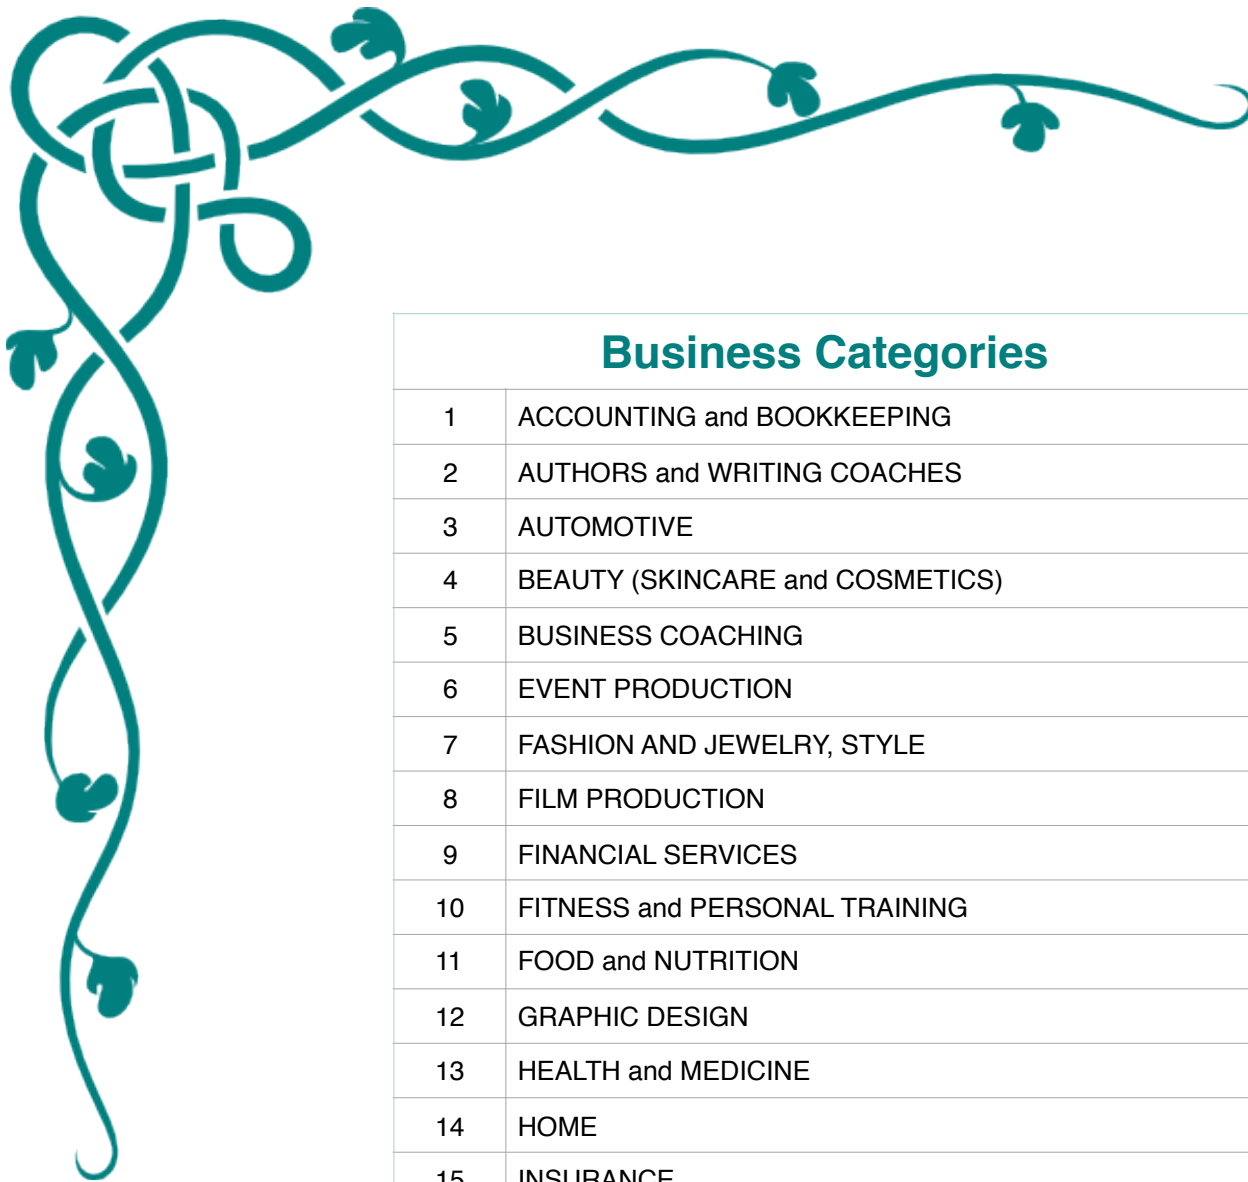 Business Categories
1 ACCOUNTING and BOOKKEEPING
2 AUTHORS and WRITING COACHES
3 AUTOMOTIVE
4 BEAUTY (SKINCARE and COSMETICS)
5 BUSINESS COACHING
6 EVENT PRODUCTION
7 FASHION AND JEWELRY, STYLE
8 FILM PRODUCTION
9 FINANCIAL SERVICES
10 FITNESS and PERSONAL TRAINING
11 FOOD and NUTRITION
12 GRAPHIC DESIGN
13 HEALTH and MEDICINE
14 HOME
15 INSURANCE